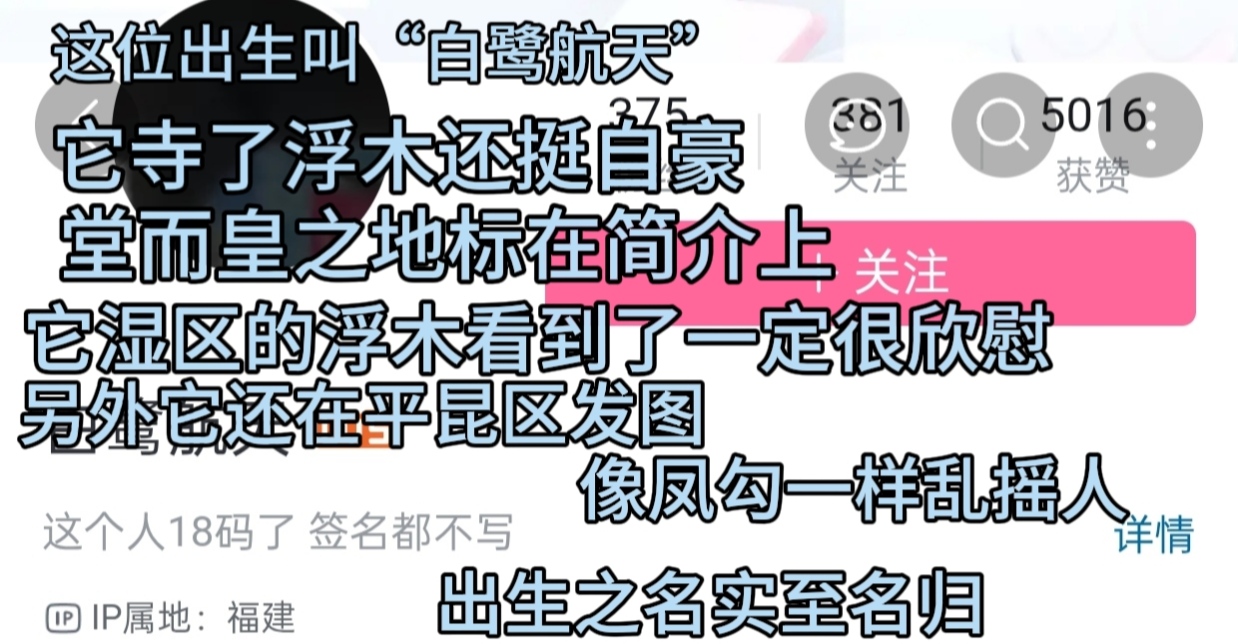 这位出生叫“白鹭航天”
375 381 5016
它寺了浮木还挺自豪
关注 获赞
堂而皇之地标在简介上
关注
它湿区的浮木看到了一定很欣慰
另外它还在平昆区发图
像凤勾一样乱摇人
这个人18码了 签名都不写
详情
出生之名实至名归
IP IP属地：福建